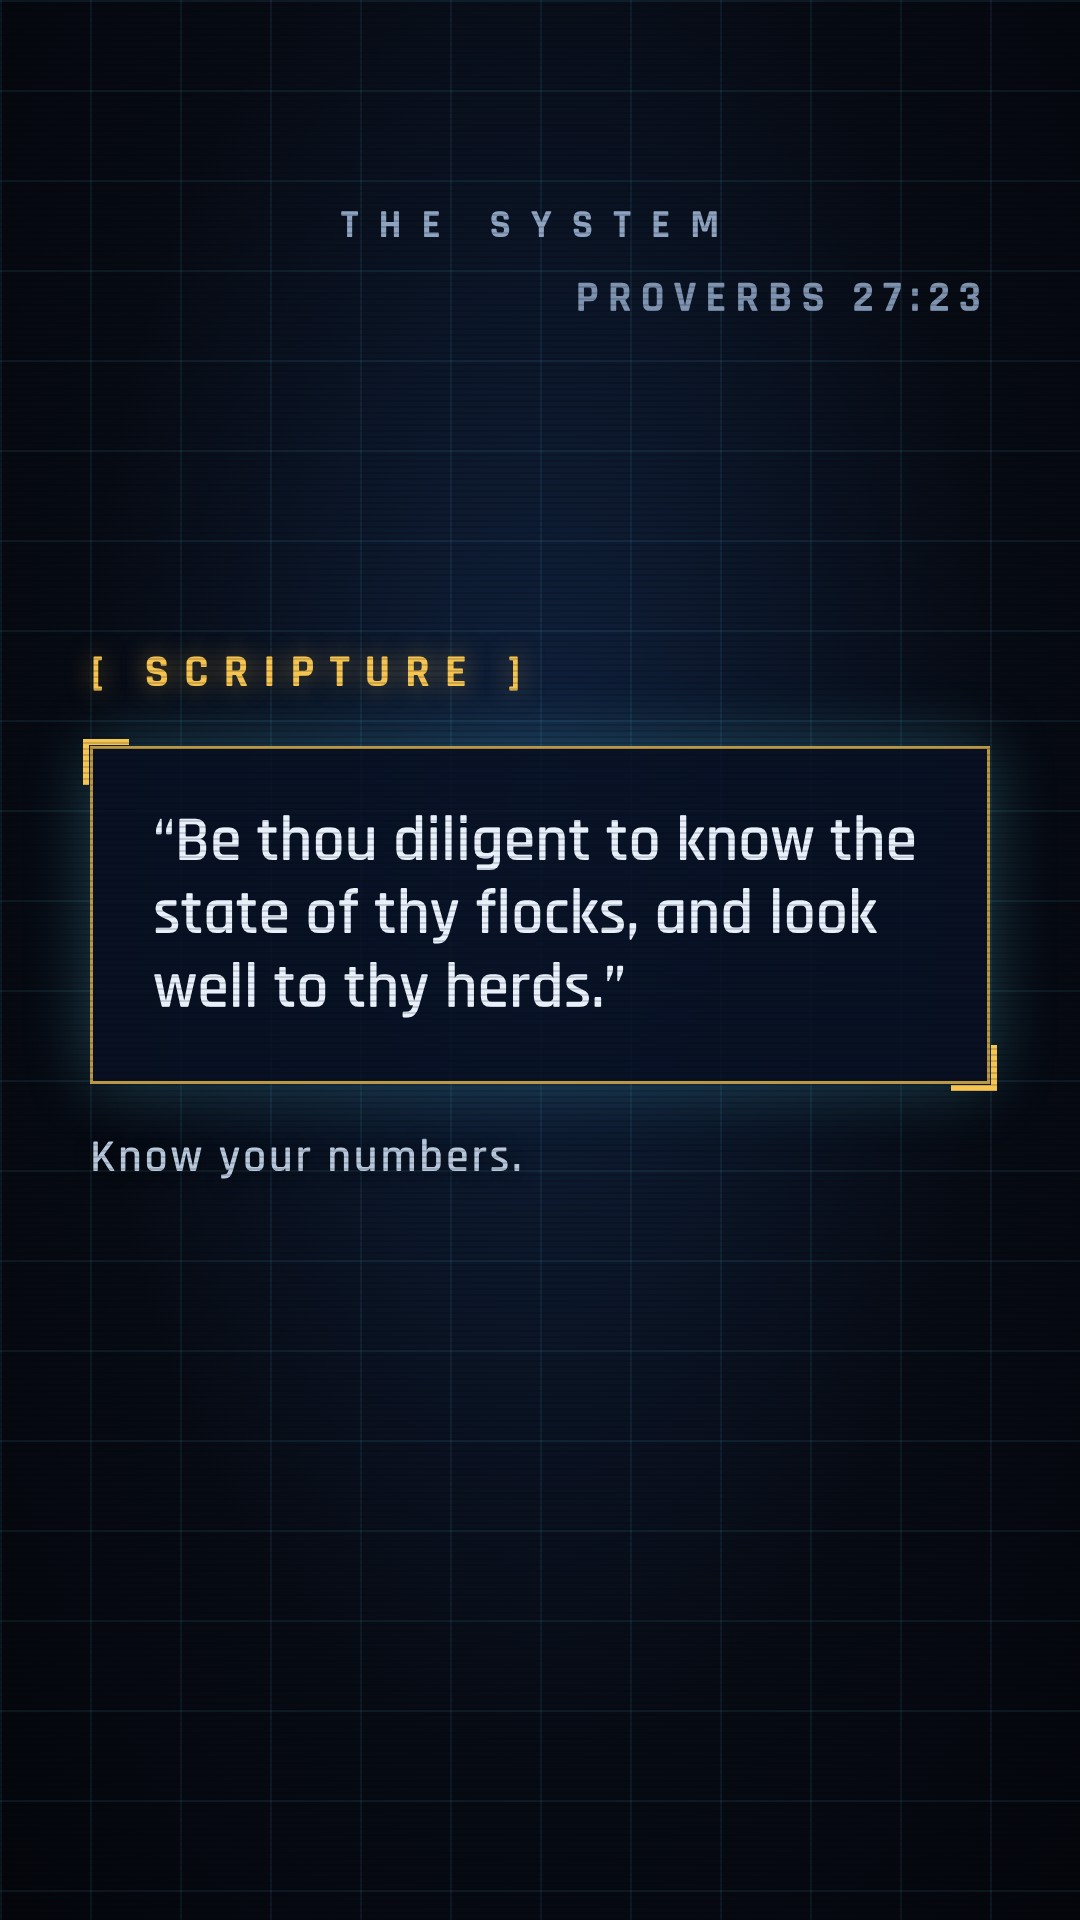 THE SYSTEM
PROVERBS 27:23
[ SCRIPTURE ]
“Be thou diligent to know the
state of thy flocks, and look
well to thy herds.”
Know your numbers.